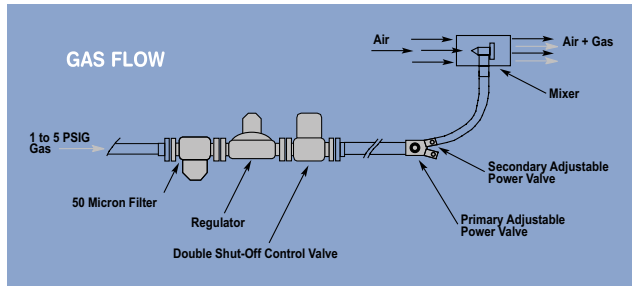 GAS FLOW
Air
Air + Gas
Mixer
1 to 5 PSIG
Gas
50 Micron Filter
Regulator
Double Shut-Off Control Valve
Secondary Adjustable
Power Valve
Primary Adjustable
Power Valve